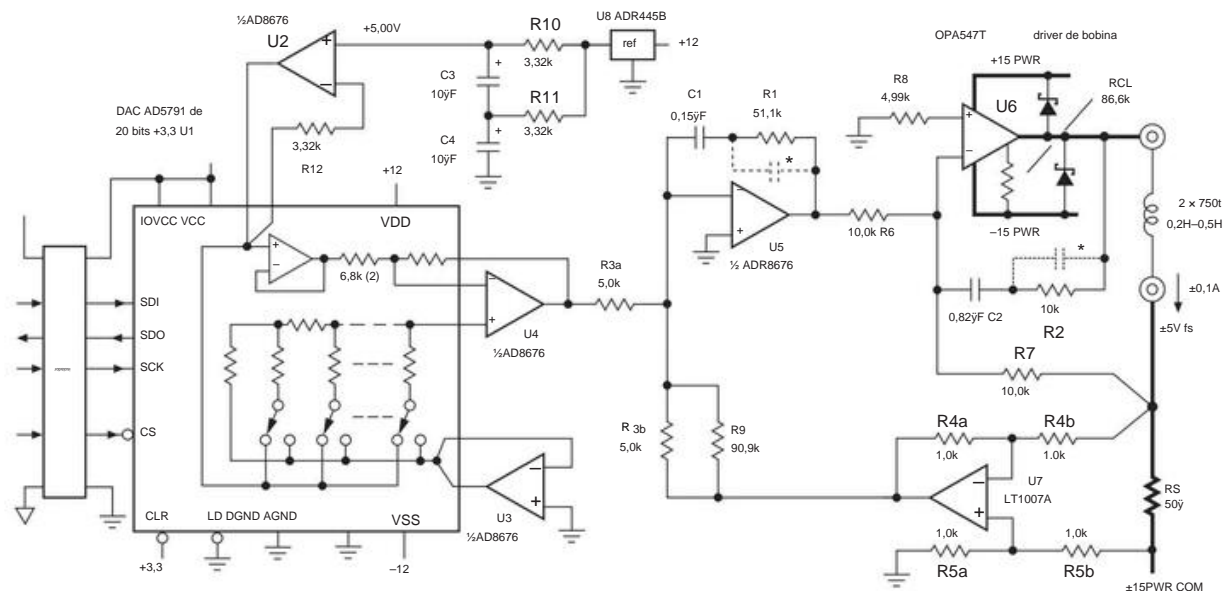 ½AD8676
U2
+5,00V
R10
3,32k
U8 ADR445B
ref
+12
C3
+
10ÿF
R11
3,32k
C4
+
10ÿF
DAC AD5791 de
20 bits +3,3 U1
3,32k
R12
+12
IOVCC VCC
VDD
6,8k (2)
SDI
SDO
SCK
CS
CLR
LD DGND AGND
VSS
+3,3
–12
U4
½AD8676
U3
½AD8676
R3a
5,0k
C1
0,15ÿF
R1
51,1k
*
U5
½ ADR8676
10,0k R6
R8
4,99k
OPA547T
driver de bobina
+15 PWR
U6
RCL
86,6k
–15 PWR
2 × 750t
0,2H–0,5H
*
0,82ÿF C2
10k
R2
±0,1A
±5V fs
R7
10,0k
R 3b
5,0k
R9
90,9k
R4a
1,0k
R4b
1.0k
U7
LT1007A
RS
50ÿ
1,0k
R5a
1,0k
R5b
±15PWR COM